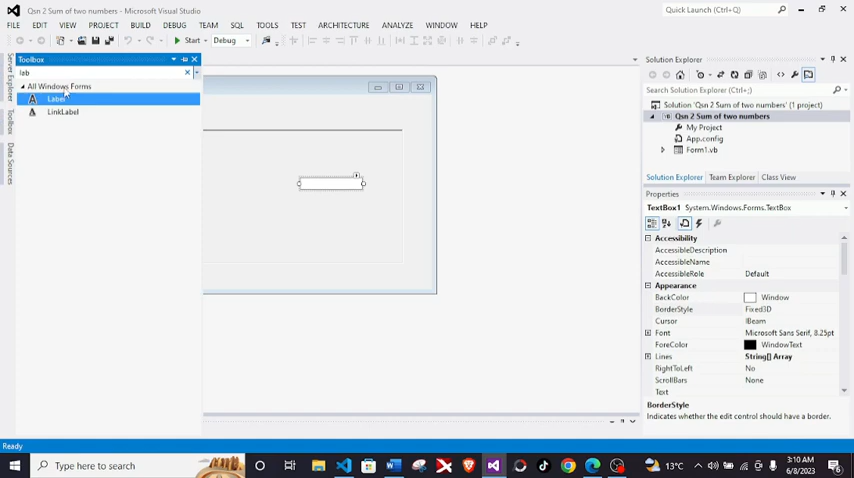 Qsn 2 Sum of two numbers - Microsoft Visual Studio
Quick Launch (Ctrl+Q)
FILE EDIT VIEW PROJECT BUILD DEBUG TEAM SQL TOOLS TEST ARCHITECTURE ANALYZE WINDOW HELP
Start Debug
Toolbox
lab
All Windows Forms
Label
LinkLabel
Server Explorer
Toolbox
Data Sources
Solution Explorer
Search Solution Explorer (Ctrl+;)
Solution 'Qsn 2 Sum of two numbers' (1 project)
Qsn 2 Sum of two numbers
My Project
App.config
Form1.vb
Solution Explorer Team Explorer Class View
Properties
TextBox1 System.Windows.Forms.TextBox
Accessibility
AccessibleDescription
AccessibleName
AccessibleRole Default
Appearance
BackColor Window
BorderStyle Fixed3D
Cursor IBeam
Font Microsoft Sans Serif, 8.25pt
ForeColor WindowText
Lines String[] Array
RightToLeft No
ScrollBars None
Text
BorderStyle
Indicates whether the edit control should have a border.
Ready
Type here to search
13°C
3:10 AM
6/8/2023
6